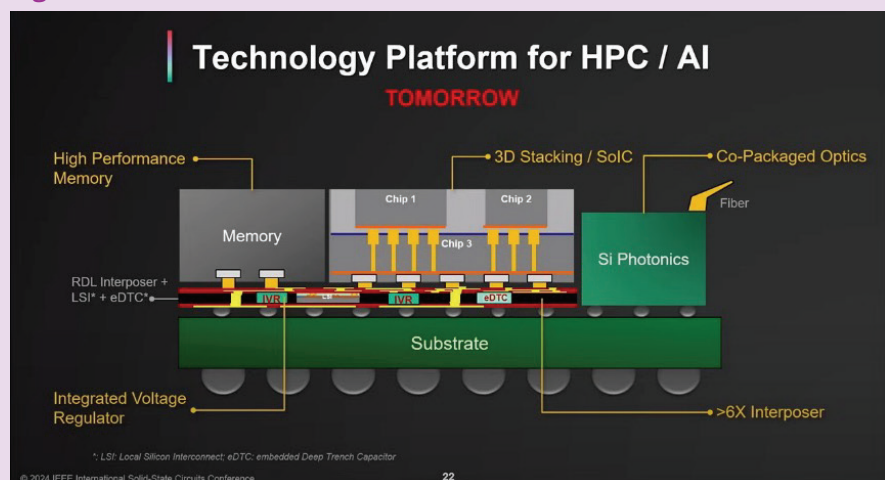 Technology Platform for HPC / AI
TOMORROW
High Performance
Memory
3D Stacking / SoIC
Co-Packaged Optics
Fiber
Chip 1
Chip 2
Memory
Chip 3
Si Photonics
RDL Interposer +
LSI* + eDTC*
IVR
LSI
IVR
eDTC
Substrate
Integrated Voltage
Regulator
>6X Interposer
*: LSI: Local Silicon Interconnect; eDTC: embedded Deep Trench Capacitor
© 2024 IEEE International Solid-State Circuits Conference
22